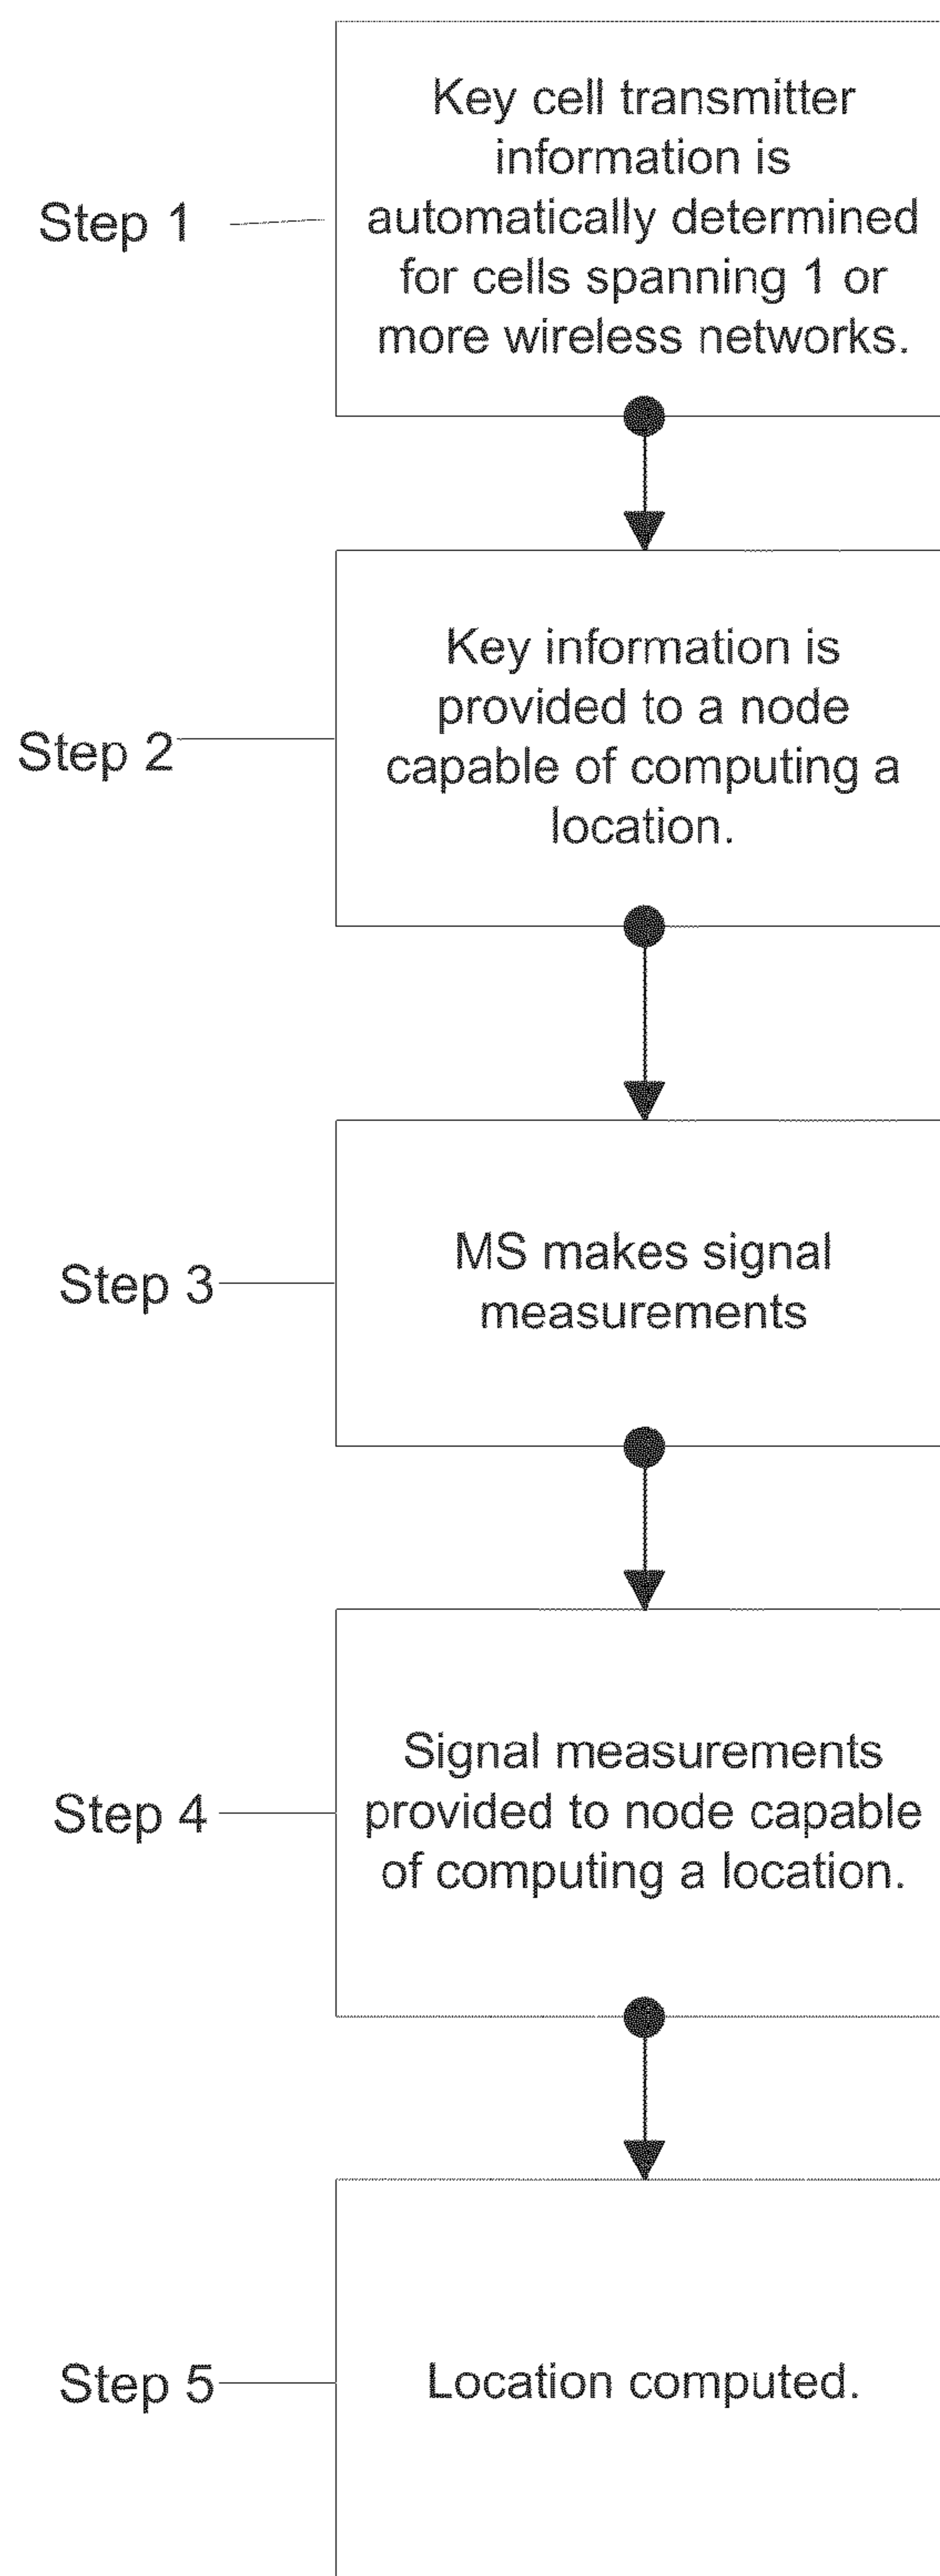 Step 1
Key cell transmitter
information is
automatically determined
for cells spanning 1 or
more wireless networks.
Step 2
Key information is
provided to a node
capable of computing a
location.
Step 3
MS makes signal
measurements
Step 4
Signal measurements
provided to node capable
of computing a location.
Step 5
Location computed.